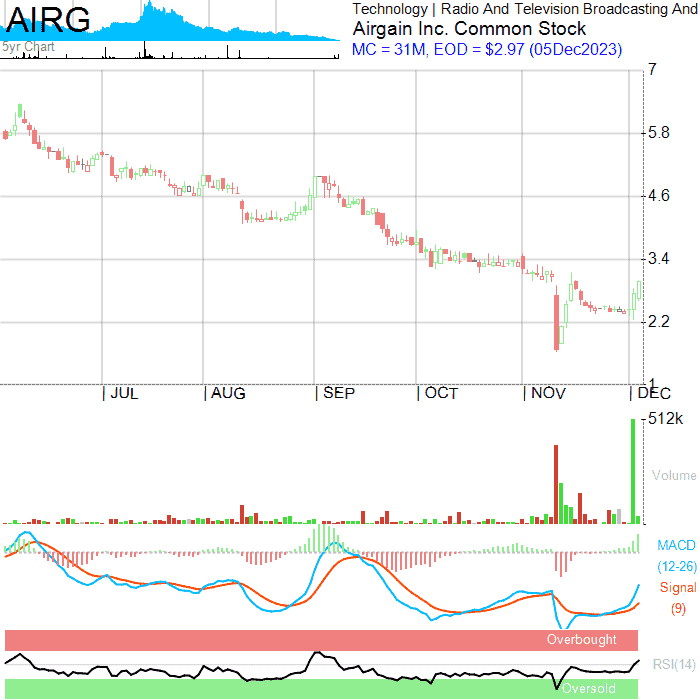 AIRG
5yr Chart
Technology | Radio And Television Broadcasting And
Airgain Inc. Common Stock
MC = 31M, EOD = $2.97 (05Dec2023)
7
5.8
4.6
3.4
2.2
1
| JUL | AUG | SEP | OCT | NOV | DEC
512k
Volume
MACD
(12-26)
Signal
(9)
Overbought
RSI(14)
Oversold